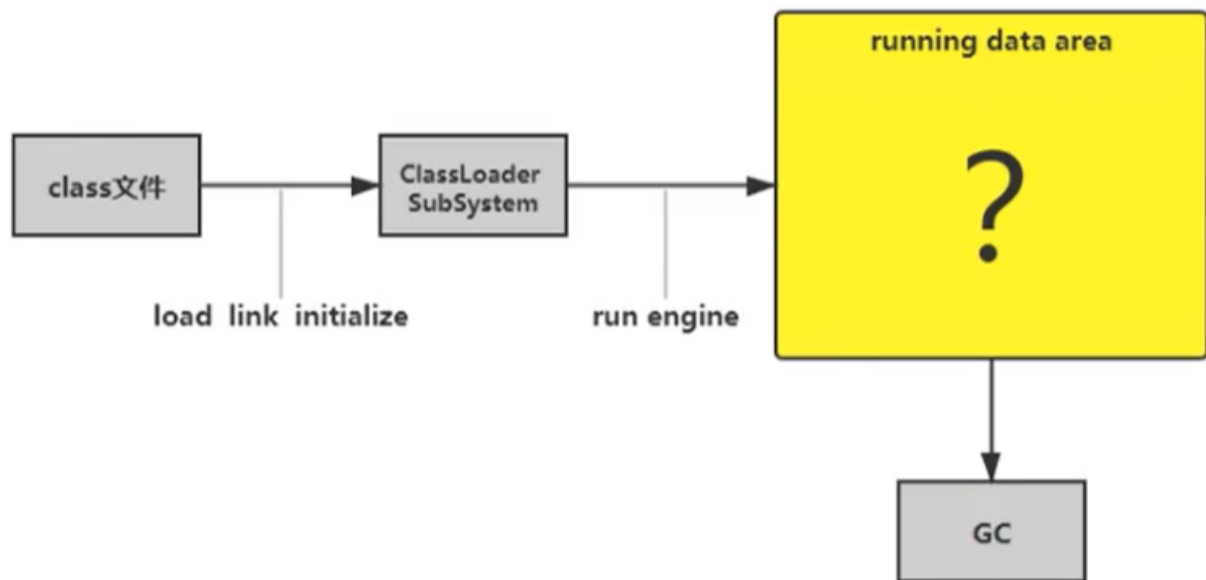 running data area
class文件
ClassLoader
SubSystem
?
load link initialize
run engine
GC